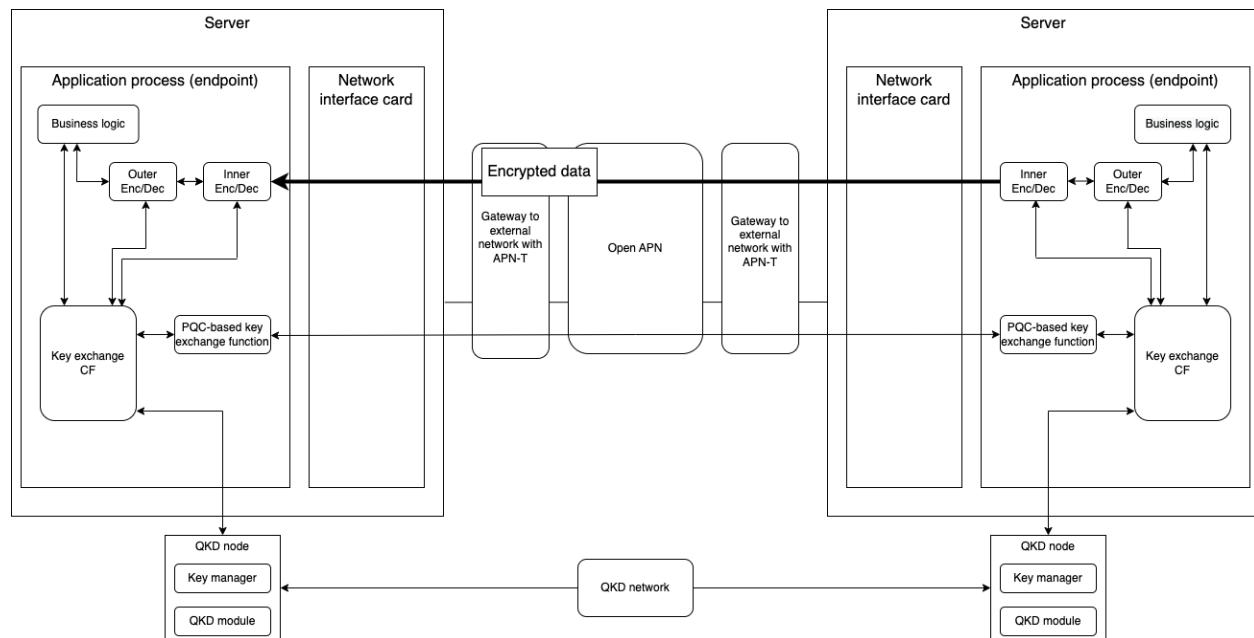 Server
Application process (endpoint)
Network
interface card
Business logic
Outer
Enc/Dec
Inner
Enc/Dec
Key exchange
CF
PQC-based key
exchange function
Encrypted data
Gateway to
external
network with
APN-T
Open APN
Gateway to
external
network with
APN-T
Server
Network
interface card
Application process (endpoint)
Business logic
Inner
Enc/Dec
Outer
Enc/Dec
PQC-based key
exchange function
Key exchange
CF
QKD node
Key manager
QKD module
QKD network
QKD node
Key manager
QKD module